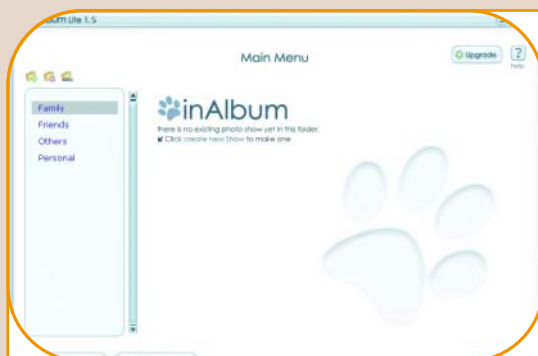 Album Lite 1.5
Main Menu
Upgrade
?
help
Family
Friends
Others
Personal
inAlbum
there is no existing photo show yet in this folder.
Click create new Show to make one